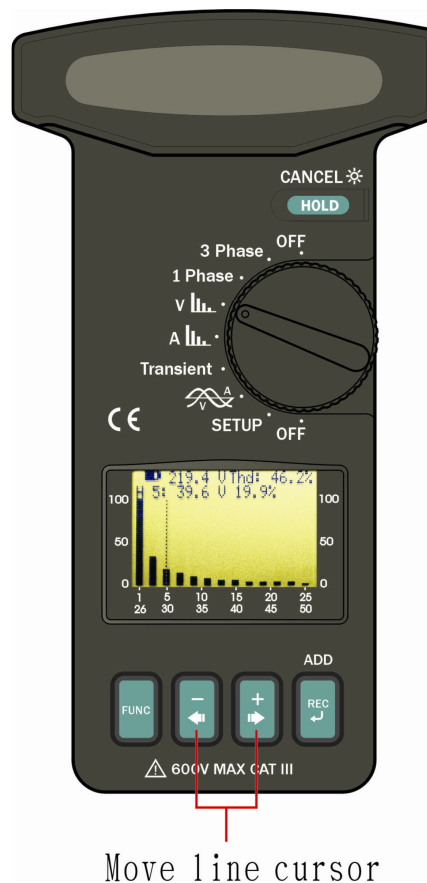 CANCEL
HOLD
OFF
3 Phase
1 Phase
V
A
Transient
A
V
CE
SETUP
OFF
219.4 V Thd: 46.2%
H 5: 39.6 V 19.9%
100 100
50 50
0 0
1 5 10 15 20 25
26 30 35 40 45 50
ADD
FUNC
−
+
REC
600V MAX CAT III
Move line cursor